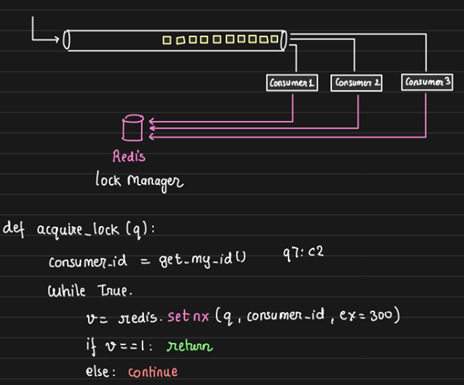 Consumer 1
Consumer 2
Consumer 3
Redis
lock Manager
def acquire_lock (q):
consumer_id = get_my_id()
q7: c2
While True.
v = redis. setnx (q, consumer_id, ex=300)
if v==1: return
else: continue